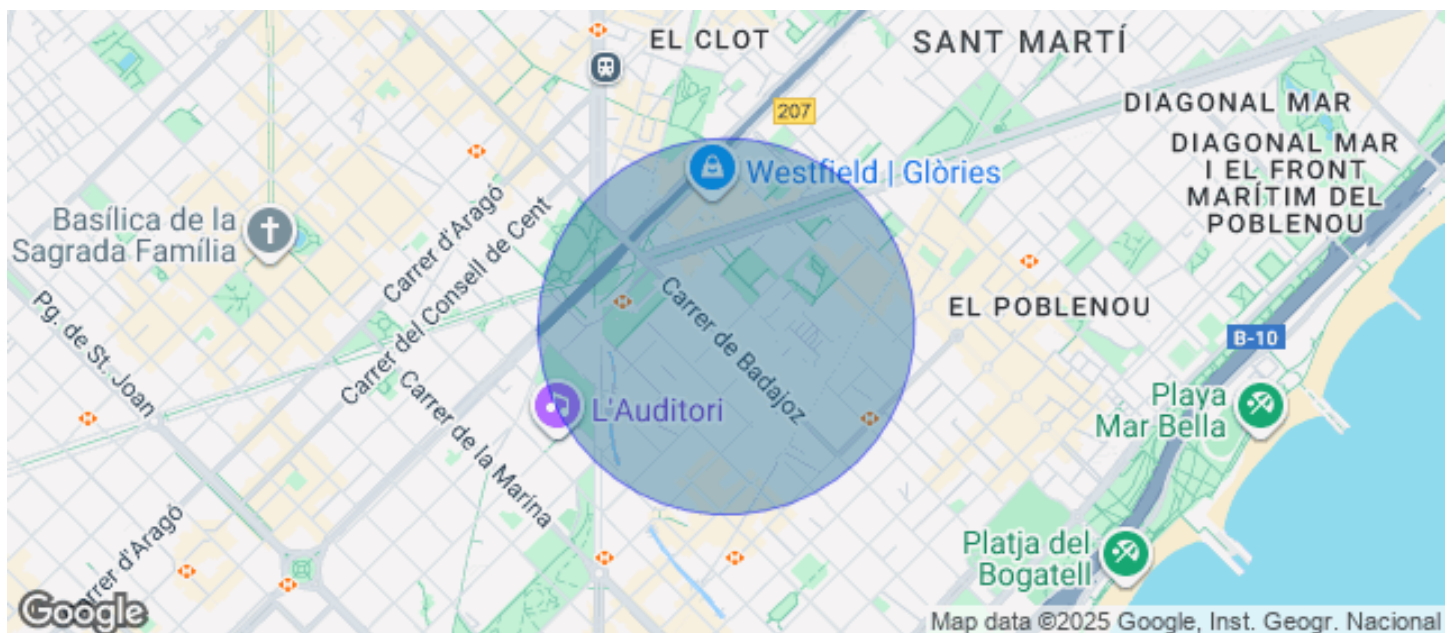 EL CLOT
SANT MARTÍ
207
DIAGONAL MAR
DIAGONAL MAR
I EL FRONT
MARÍTIM DEL
POBLENOU
Westfield | Glòries
Basílica de la
Sagrada Família
Carrer d'Aragó
Carrer del Consell de Cent
Pg. de St. Joan
Carrer de Badajoz
EL POBLENOU
B-10
L'Auditori
Carrer de la Marina
Playa
Mar Bella
Carrer d'Aragó
Platja del
Bogatell
Google
Map data ©2025 Google, Inst. Geogr. Nacional